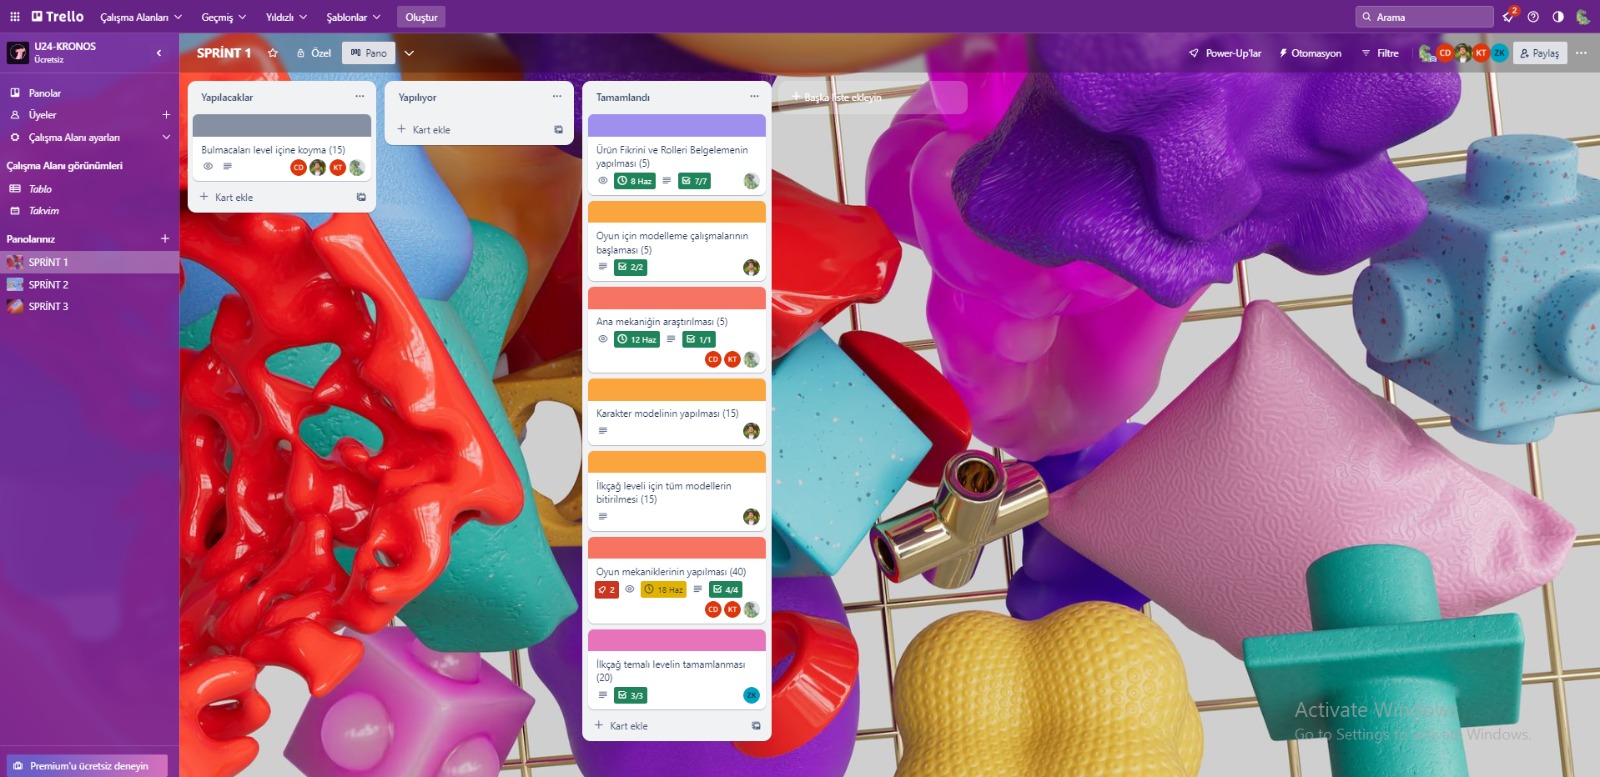 Trello
Çalışma Alanları
Geçmiş
Yıldızlı
Şablonlar
Oluştur
Arama
2
U24-KRONOS
Ücretsiz
SPRİNT 1
Özel
Pano
Power-Up'lar
Otomasyon
Filtre
CD
KT
ZK
Paylaş
Panolar
Üyeler
Çalışma Alanı ayarları
Çalışma Alanı görünümleri
Tablo
Takvim
Panolarınız
SPRİNT 1
SPRİNT 2
SPRİNT 3
Premium'u ücretsiz deneyin
Yapılacaklar
Bulmacaları level içine koyma (15)
CD
KT
Kart ekle
Yapılıyor
Kart ekle
Tamamlandı
Ürün Fikrini ve Rolleri Belgelemenin
yapılması (5)
8 Haz
7/7
Oyun için modelleme çalışmalarının
başlaması (5)
2/2
Ana mekaniğin araştırılması (5)
12 Haz
1/1
CD
KT
Karakter modelinin yapılması (15)
İlkçağ leveli için tüm modellerin
bitirilmesi (15)
Oyun mekaniklerinin yapılması (40)
2
18 Haz
4/4
CD
KT
İlkçağ temalı levelin tamamlanması
(20)
3/3
ZK
Kart ekle
Başka liste ekleyin
Activate Windows
Go to Settings to activate Windows.